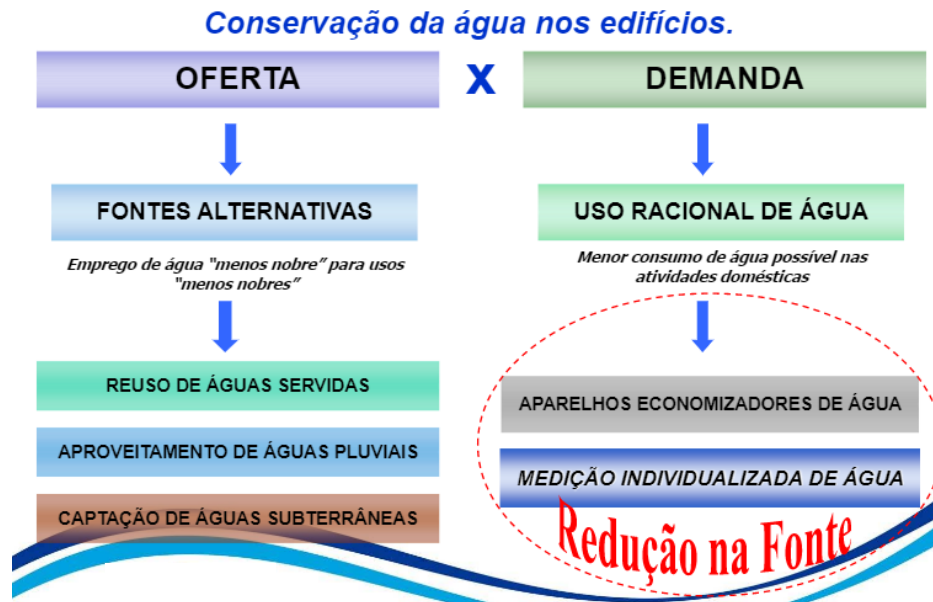 Conservação da água nos edifícios.
OFERTA
X
DEMANDA
FONTES ALTERNATIVAS
Emprego de água "menos nobre” para usos
“menos nobres”
REUSO DE ÁGUAS SERVIDAS
APROVEITAMENTO DE ÁGUAS PLUVIAIS
CAPTAÇÃO DE ÁGUAS SUBTERRÂNEAS
USO RACIONAL DE ÁGUA
Menor consumo de água possível nas
atividades domésticas
APARELHOS ECONOMIZADORES DE ÁGUA
MEDIÇÃO INDIVIDUALIZADA DE ÁGUA
Redução na Fonte